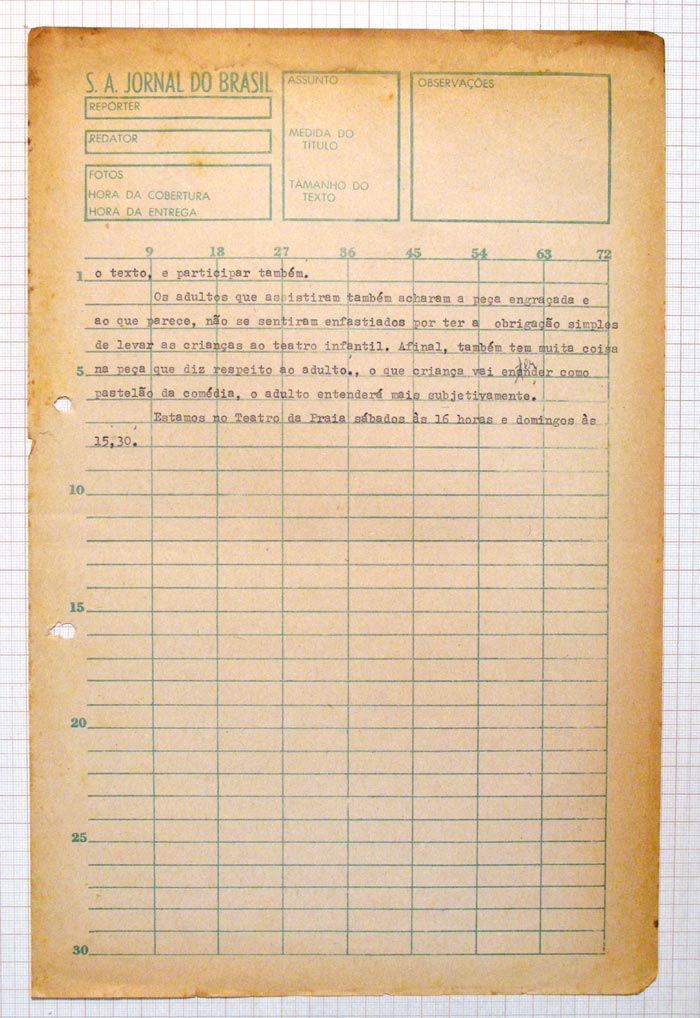 S. A. JORNAL DO BRASIL
REPÓRTER
REDATOR
FOTOS
HORA DA COBERTURA
HORA DA ENTREGA
ASSUNTO
MEDIDA DO
TÍTULO
TAMANHO DO
TEXTO
OBSERVAÇÕES
9 18 27 36 45 54 63 72
1 o texto, e participar também.
Os adultos que assistiram também acharam a peça engraçada e
ao que parece, não se sentiram enfastiados por ter a obrigação simples
de levar as crianças ao teatro infantil. Afinal, também tem muita coisa
5 na peça que diz respeito ao adulto., o que criança vai enender como
pastelão da comédia, o adulto entenderá mais subjetivamente.
Estamos no Teatro da Praia sábados às 16 horas e domingos às
15,30.
10
15
20
25
30